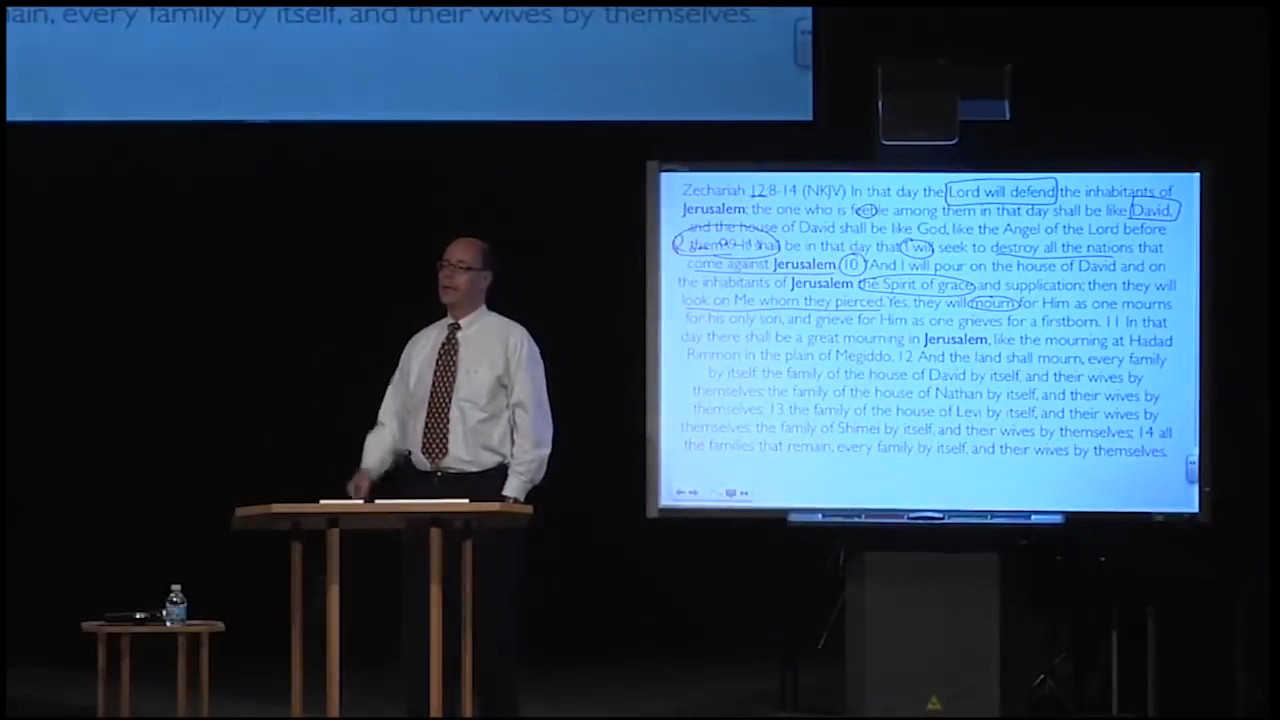 ain, every family by itself, and their wives by themselves.
Zechariah 12:8-14 (NKJV) In that day the Lord will defend the inhabitants of
Jerusalem; the one who is feeble among them in that day shall be like David,
and the house of David shall be like God, like the Angel of the Lord before
them. It shall be in that day that I will seek to destroy all the nations that
come against Jerusalem 10 "And I will pour on the house of David and on
the inhabitants of Jerusalem the Spirit of grace and supplication; then they will
look on Me whom they pierced. Yes, they will mourn for Him as one mourns
for his only son, and grieve for Him as one grieves for a firstborn. 11 In that
day there shall be a great mourning in Jerusalem, like the mourning at Hadad
Rimmon in the plain of Megiddo. 12 And the land shall mourn, every family
by itself: the family of the house of David by itself, and their wives by
themselves; the family of the house of Nathan by itself, and their wives by
themselves; 13 the family of the house of Levi by itself, and their wives by
themselves; the family of Shimei by itself, and their wives by themselves; 14 all
the families that remain, every family by itself, and their wives by themselves.